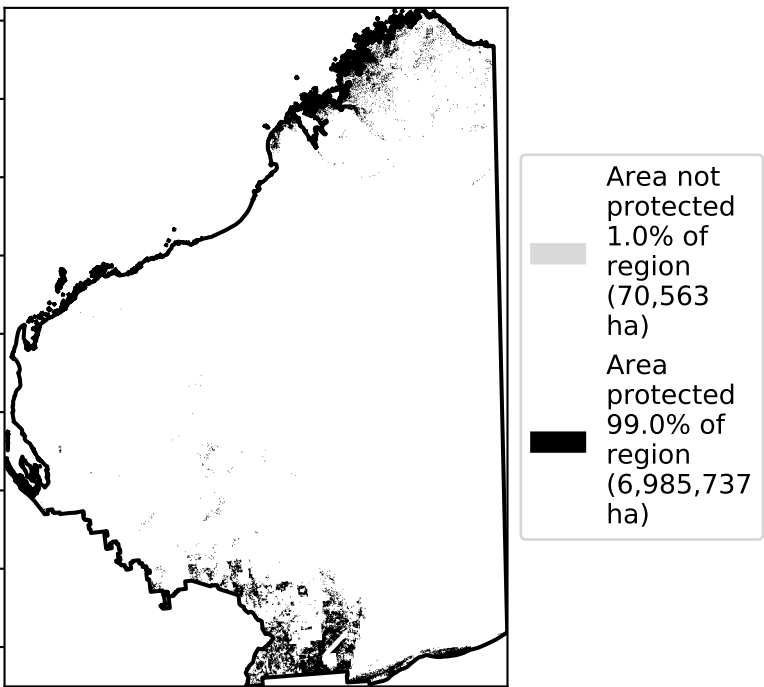 Area not
protected
1.0% of
region
(70,563
ha)
Area
protected
99.0% of
region
(6,985,737
ha)